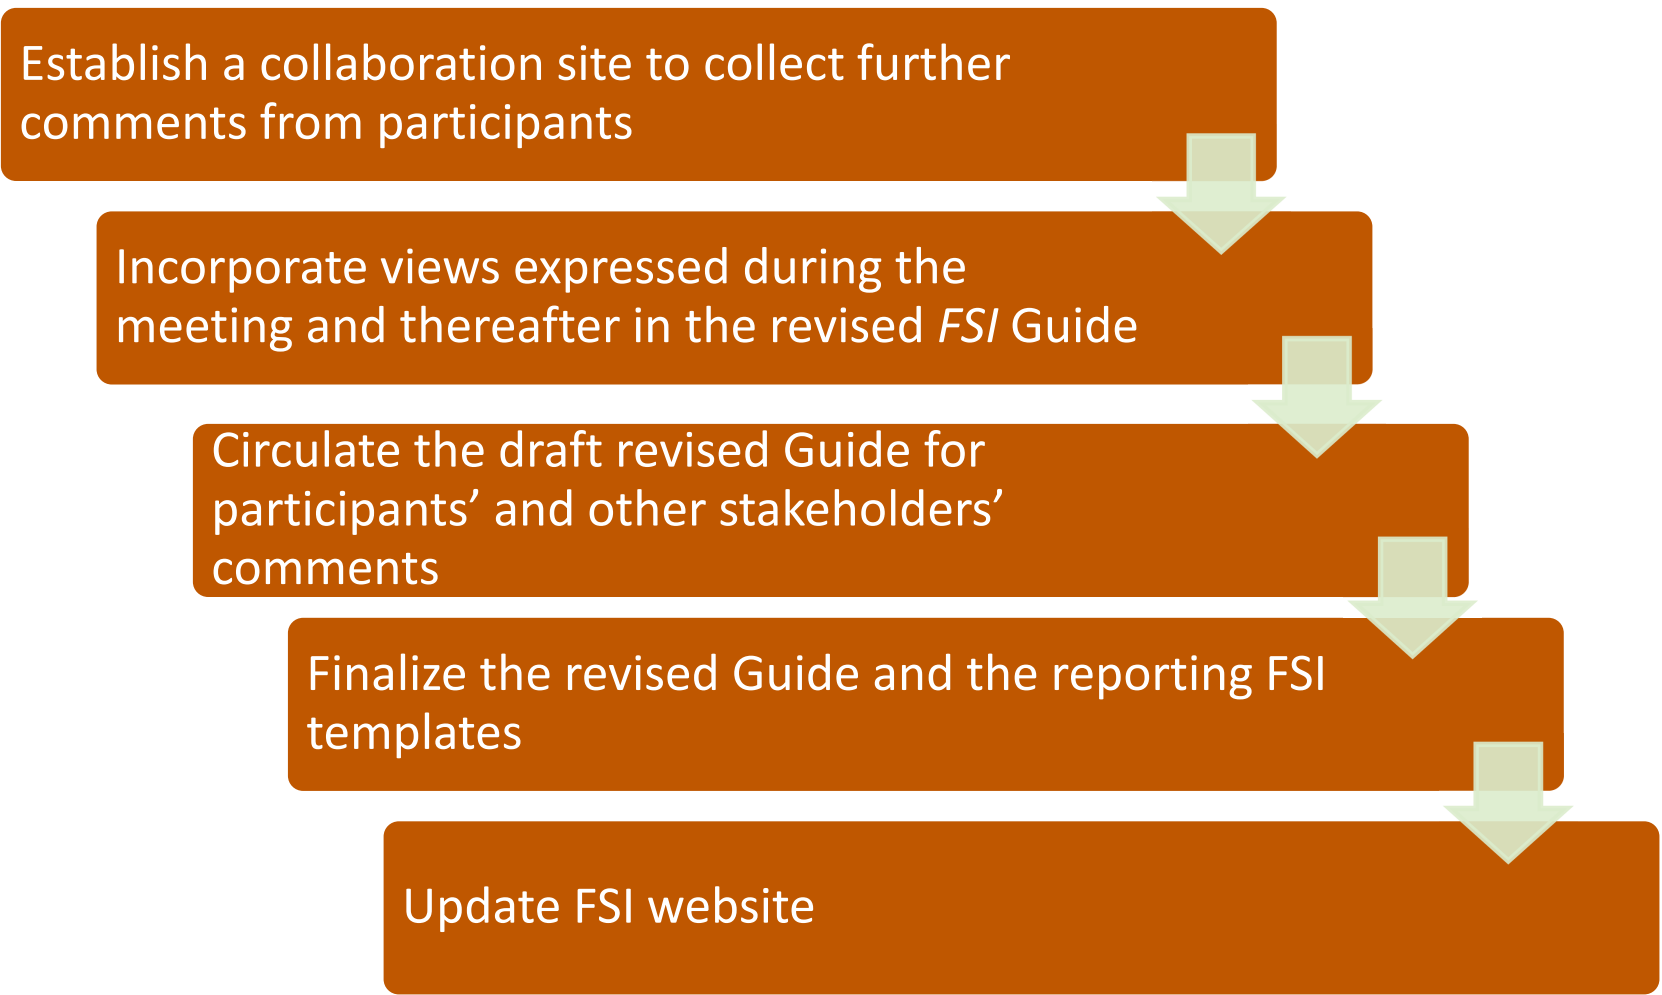 Establish a collaboration site to collect further
comments from participants
Incorporate views expressed during the
meeting and thereafter in the revised FSI Guide
Circulate the draft revised Guide for
participants’ and other stakeholders’
comments
Finalize the revised Guide and the reporting FSI
templates
Update FSI website